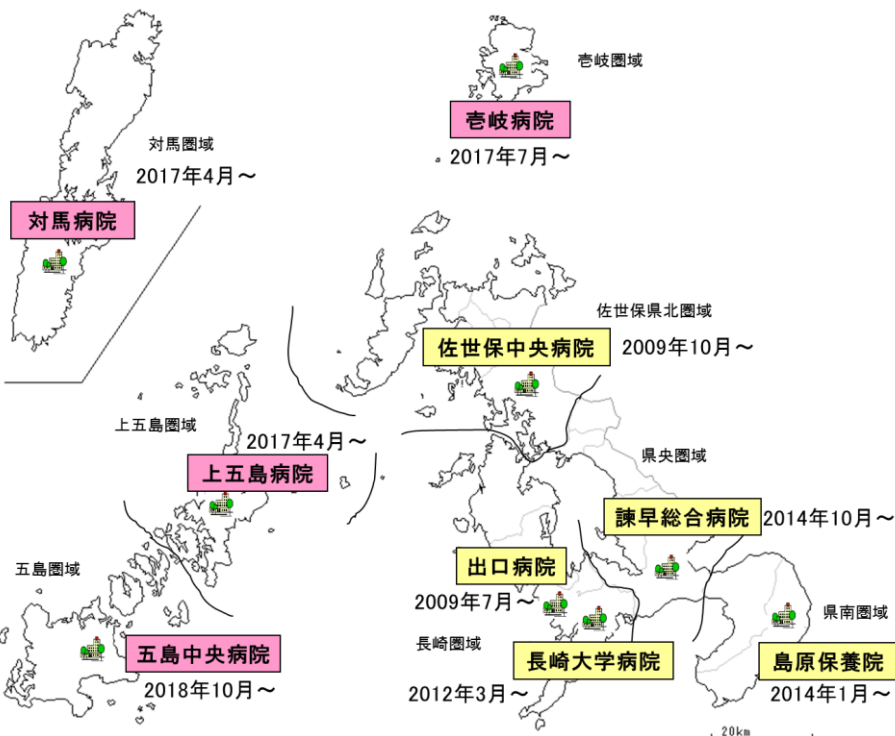 壱岐圏域
壱岐病院
2017年7月～
対馬圏域
2017年4月～
対馬病院
佐世保県北圏域
佐世保中央病院
2009年10月～
上五島圏域
2017年4月～
上五島病院
県央圏域
諫早総合病院
2014年10月～
五島圏域
出口病院
2009年7月～
県南圏域
長崎圏域
五島中央病院
2018年10月～
長崎大学病院
2012年3月～
島原保養院
2014年1月～
20km